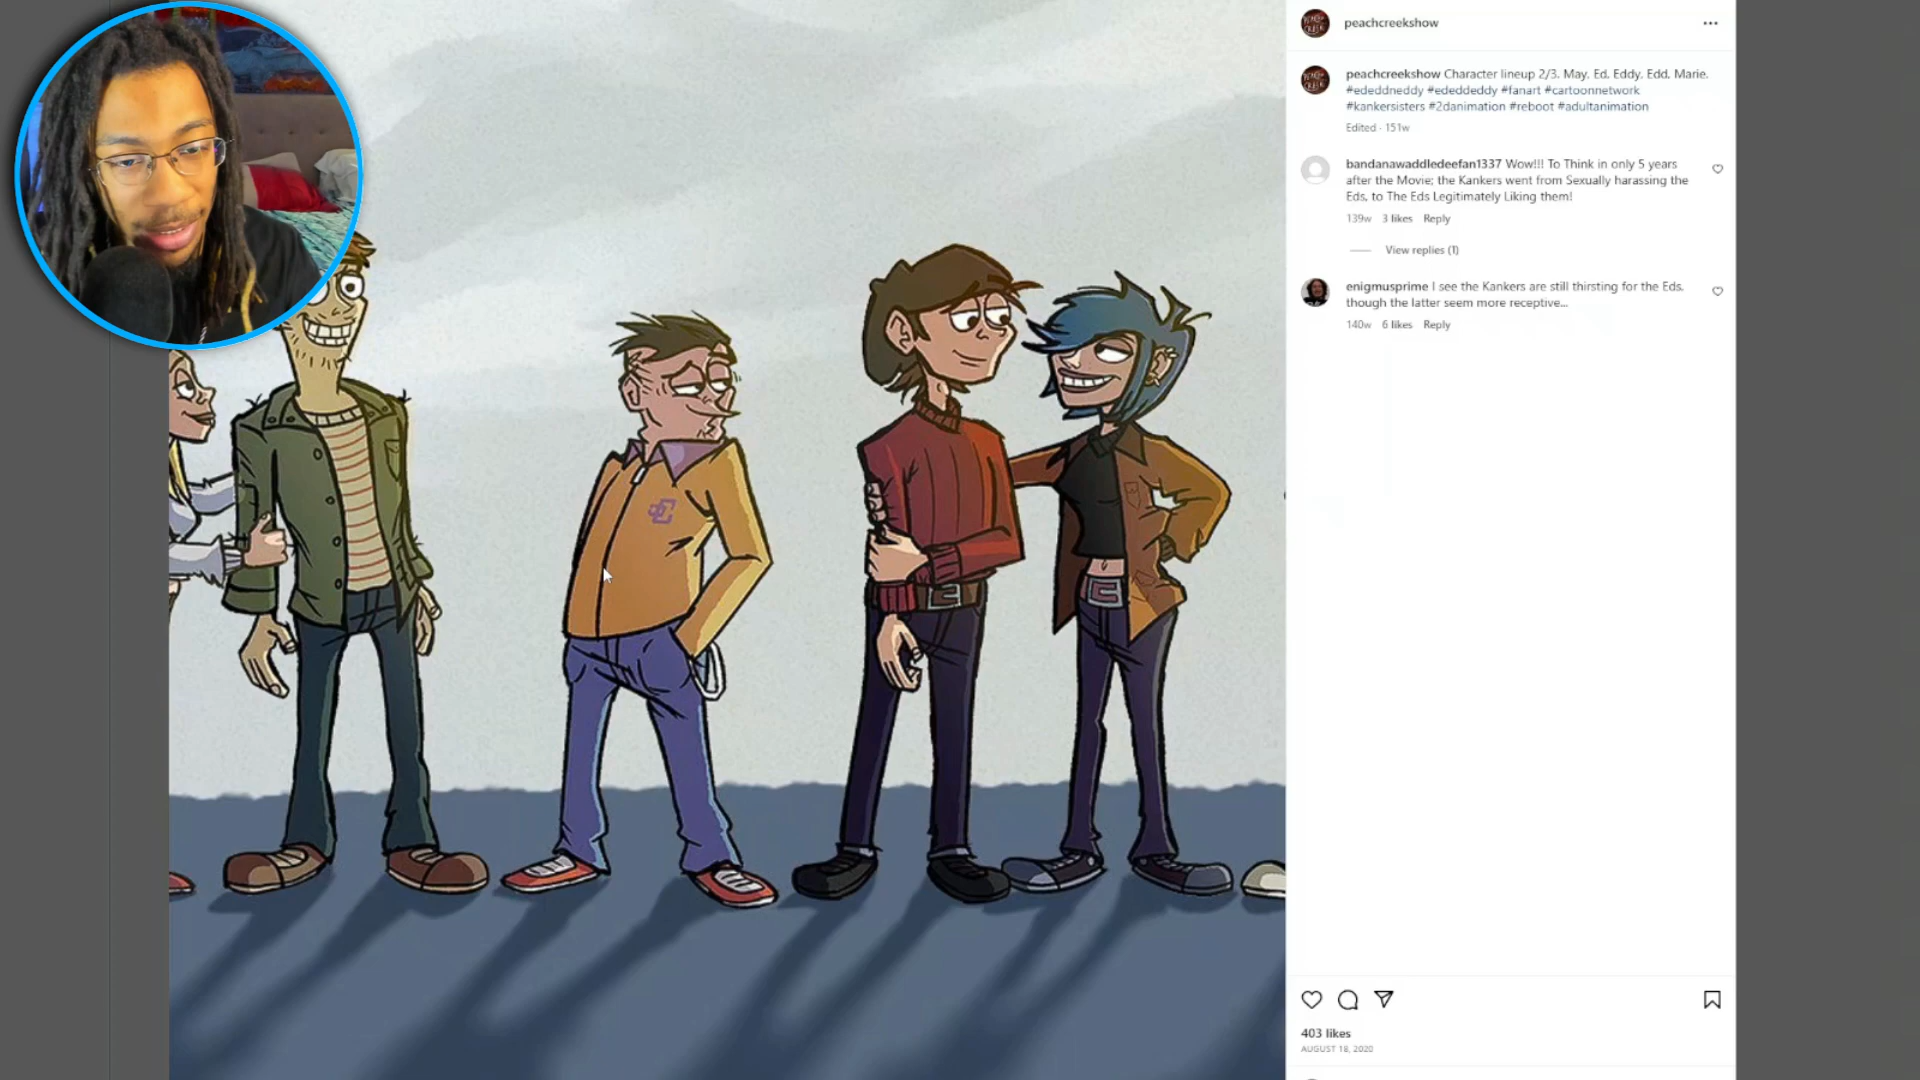 peachcreekshow
peachcreekshow Character lineup 2/3. May, Ed, Eddy, Edd, Marie.
#ededdneddy #ededdeddy #fanart #cartoonnetwork
#kankersisters #2danimation #reboot #adultanimation
Edited · 151w
bandanawaddledeefan1337 Wow!!! To Think in only 5 years
after the Movie; the Kankers went from Sexually harassing the
Eds, to The Eds Legitimately Liking them!
139w 3 likes Reply
View replies (1)
enigmusprime I see the Kankers are still thirsting for the Eds,
though the latter seem more receptive...
140w 6 likes Reply
403 likes
AUGUST 18, 2020